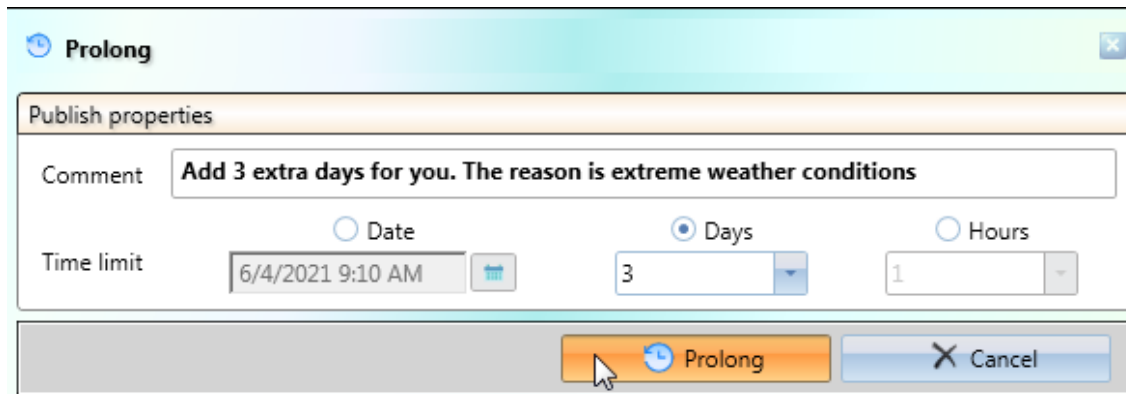 Prolong
Publish properties
Comment Add 3 extra days for you. The reason is extreme weather conditions
Date Days Hours
Time limit 6/4/2021 9:10 AM 3 1
Prolong Cancel